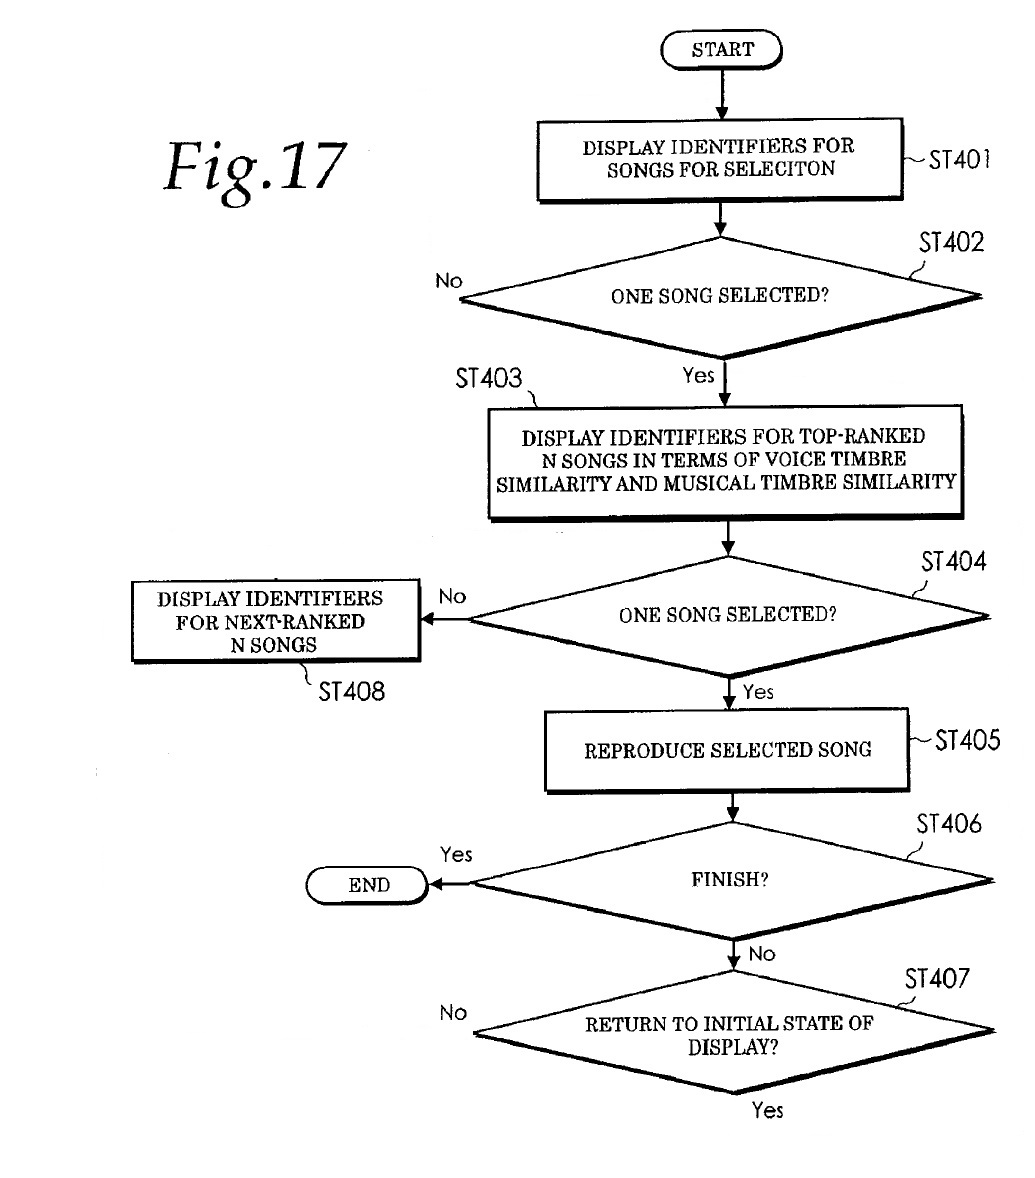 START
Fig.17
DISPLAY IDENTIFIERS FOR
SONGS FOR SELECITON
ST401
ST402
No
ONE SONG SELECTED?
Yes
ST403
DISPLAY IDENTIFIERS FOR TOP-RANKED
N SONGS IN TERMS OF VOICE TIMBRE
SIMILARITY AND MUSICAL TIMBRE SIMILARITY
ST404
No
ONE SONG SELECTED?
DISPLAY IDENTIFIERS
FOR NEXT-RANKED
N SONGS
ST408
Yes
REPRODUCE SELECTED SONG
ST405
ST406
Yes
FINISH?
END
No
ST407
No
RETURN TO INITIAL STATE OF
DISPLAY?
Yes